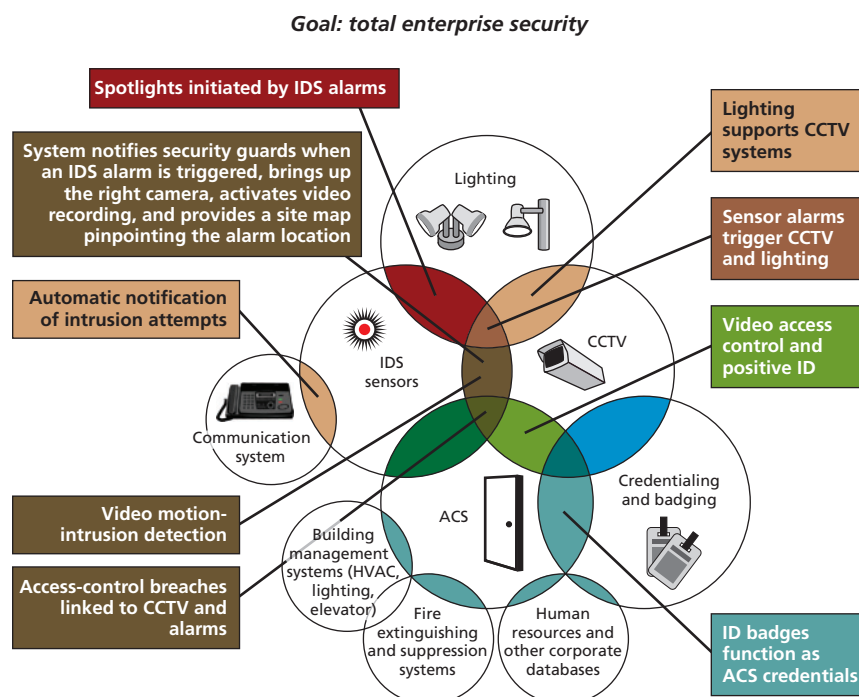 Goal: total enterprise security
Spotlights initiated by IDS alarms
System notifies security guards when
an IDS alarm is triggered, brings up
the right camera, activates video
recording, and provides a site map
pinpointing the alarm location
Automatic notification
of intrusion attempts
Lighting
supports CCTV
systems
Sensor alarms
trigger CCTV
and lighting
Video access
control and
positive ID
Lighting
IDS
sensors
CCTV
Communication
system
ACS
Credentialing
and badging
Video motion-
intrusion detection
Access-control breaches
linked to CCTV and
alarms
Building
management
systems (HVAC,
lighting,
elevator)
Fire
extinguishing
and suppression
systems
Human
resources and
other corporate
databases
ID badges
function as
ACS credentials